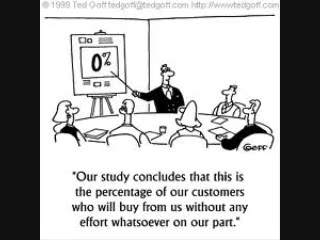 © 1999 Ted Goff tedgoff@tedgoff.com http://www.tedgoff.com
0%
GOFF
"Our study concludes that this is
the percentage of our customers
who will buy from us without any
effort whatsoever on our part."